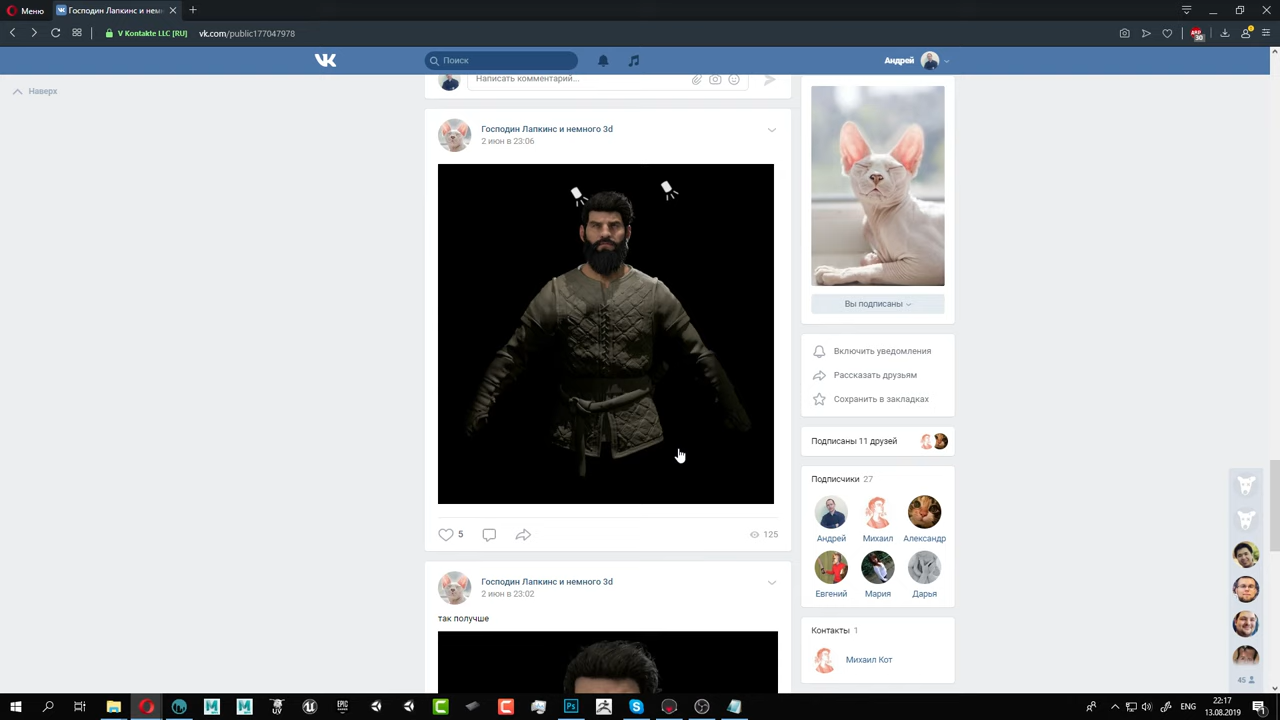 Меню
Господин Лапкинс и немно
V Kontakte LLC [RU]
vk.com/public177047978
30
Поиск
Андрей
Наверх
Написать комментарий...
Господин Лапкинс и немного 3d
2 июн в 23:06
5
125
Господин Лапкинс и немного 3d
2 июн в 23:02
так получше
Вы подписаны
Включить уведомления
Рассказать друзьям
Сохранить в закладках
Подписаны 11 друзей
Подписчики 27
Андрей
Михаил
Александр
Евгений
Мария
Дарья
Контакты 1
Михаил Кот
45
ENG
22:17
13.08.2019